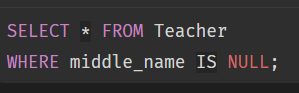 SELECT * FROM Teacher
WHERE middle_name IS NULL;